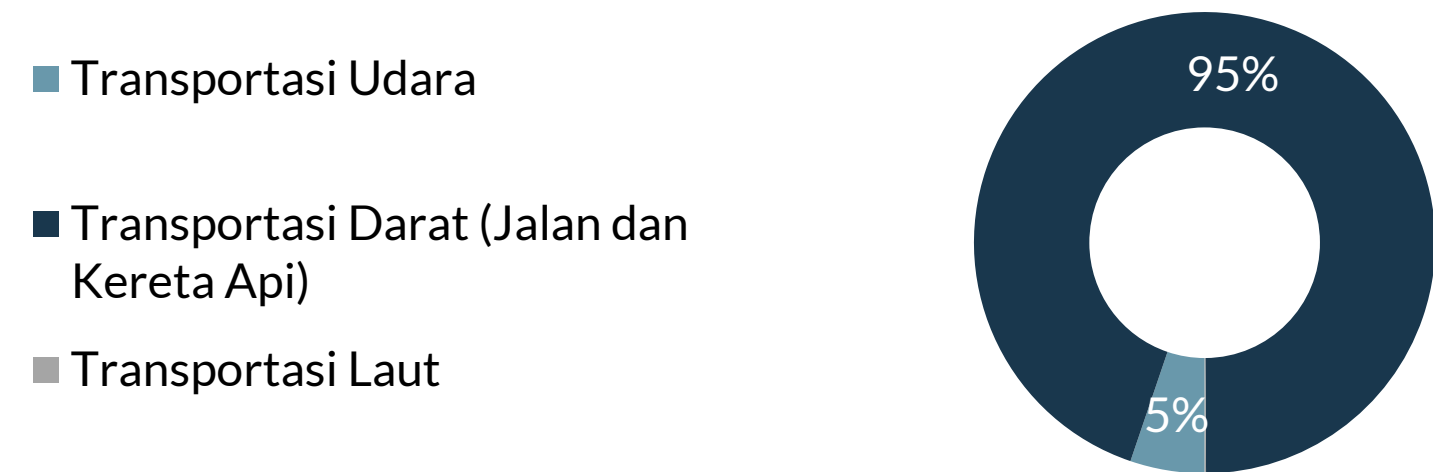 Transportasi Udara
Transportasi Darat (Jalan dan
Kereta Api)
Transportasi Laut
95%
5%